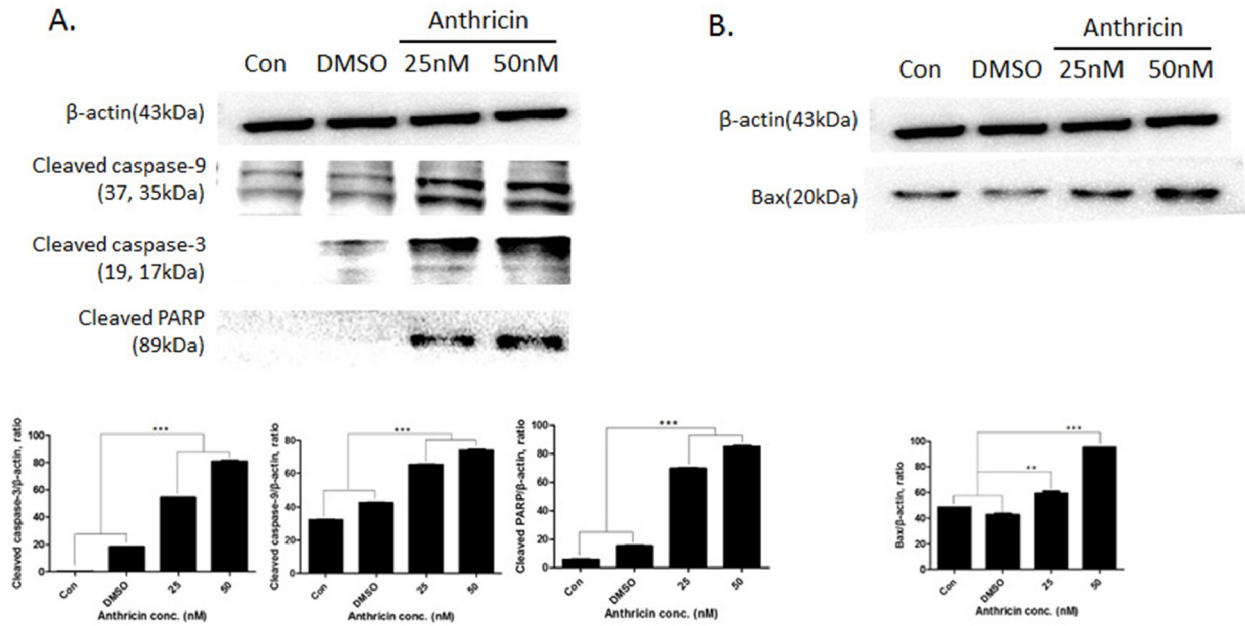 A.
Anthricin
Con DMSO 25nM 50nM
β-actin(43kDa)
Cleaved caspase-9
(37, 35kDa)
Cleaved caspase-3
(19, 17kDa)
Cleaved PARP
(89kDa)
B.
Anthricin
Con DMSO 25nM 50nM
β-actin(43kDa)
Bax(20kDa)
Cleaved caspase-3/β-actin, ratio
100
80
60
40
20
0
***
Con DMSO 25 50
Anthricin conc. (nM)
Cleaved caspase-9/β-actin, ratio
80
60
40
20
0
***
Con DMSO 25 50
Anthricin conc. (nM)
Cleaved PARP/β-actin, ratio
100
80
60
40
20
0
***
Con DMSO 25 50
Anthricin conc. (nM)
Bax/β-actin, ratio
100
80
60
40
20
0
***
**
Con DMSO 25 50
Anthricin conc. (nM)